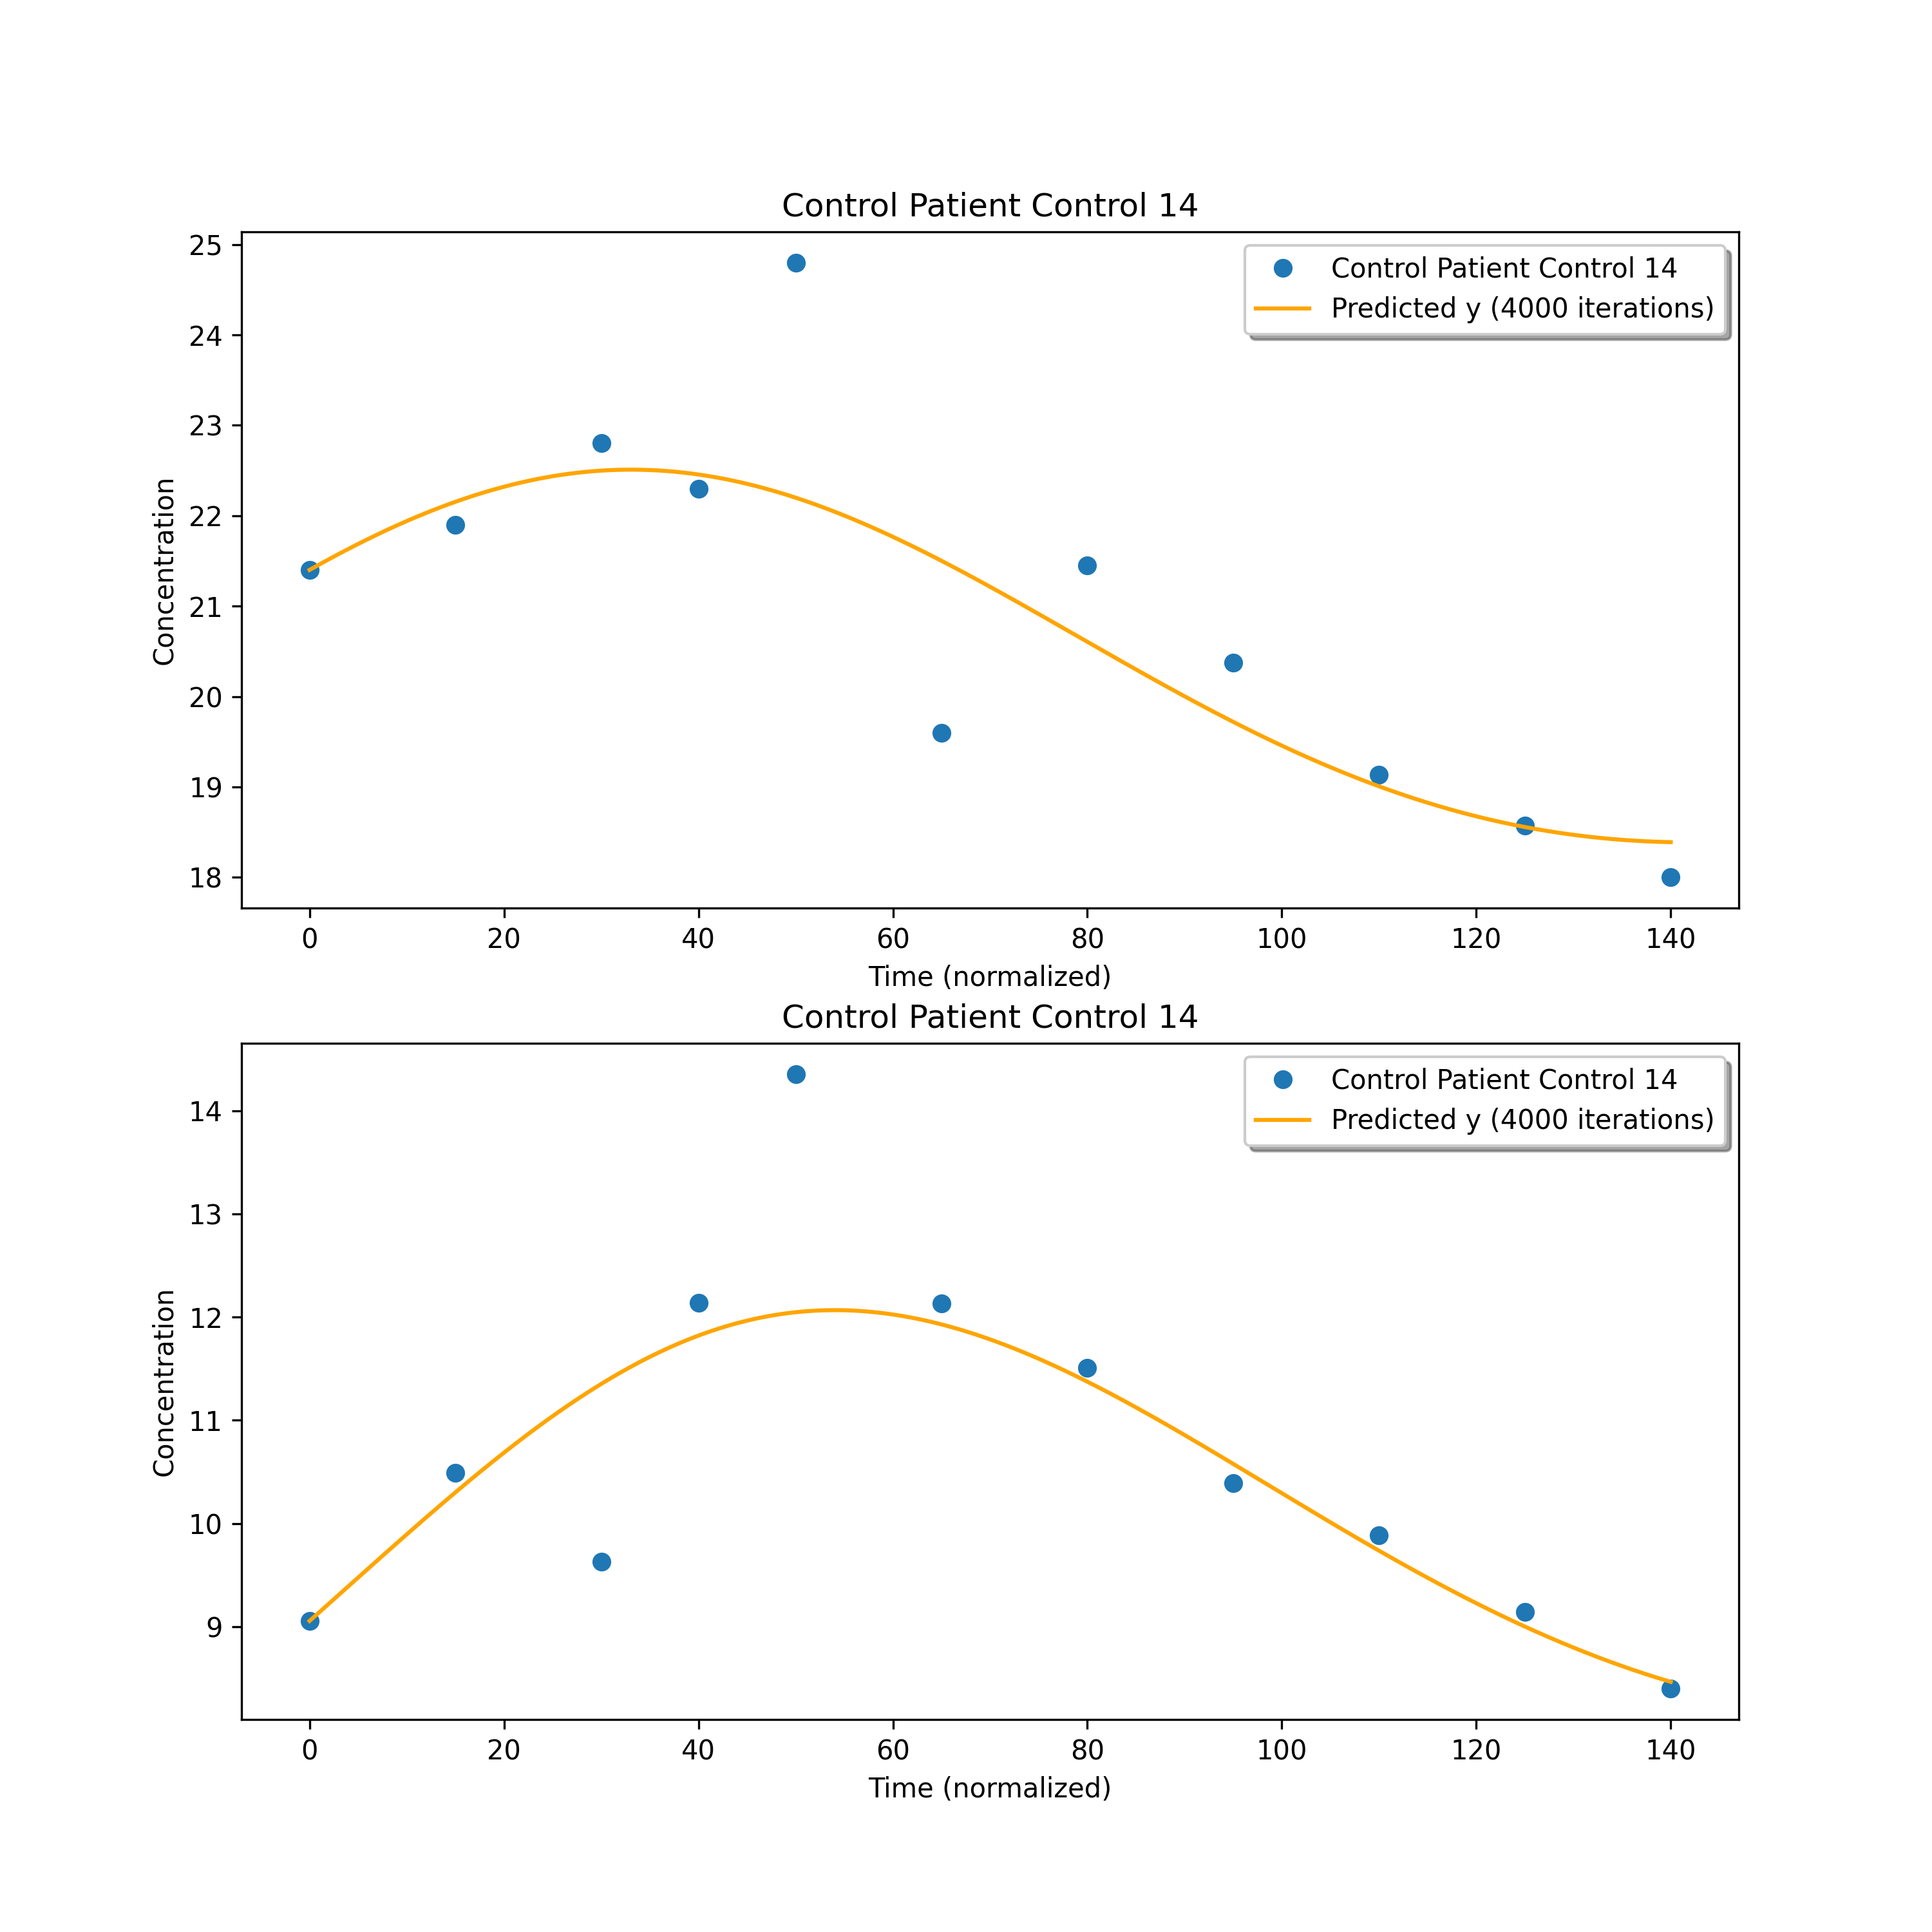 Control Patient Control 14
25
24
23
22
21
20
19
18
Concentration
Control Patient Control 14
Predicted y (4000 iterations)
0 20 40 60 80 100 120 140
Time (normalized)
Control Patient Control 14
14
13
12
11
10
9
Concentration
Control Patient Control 14
Predicted y (4000 iterations)
0 20 40 60 80 100 120 140
Time (normalized)